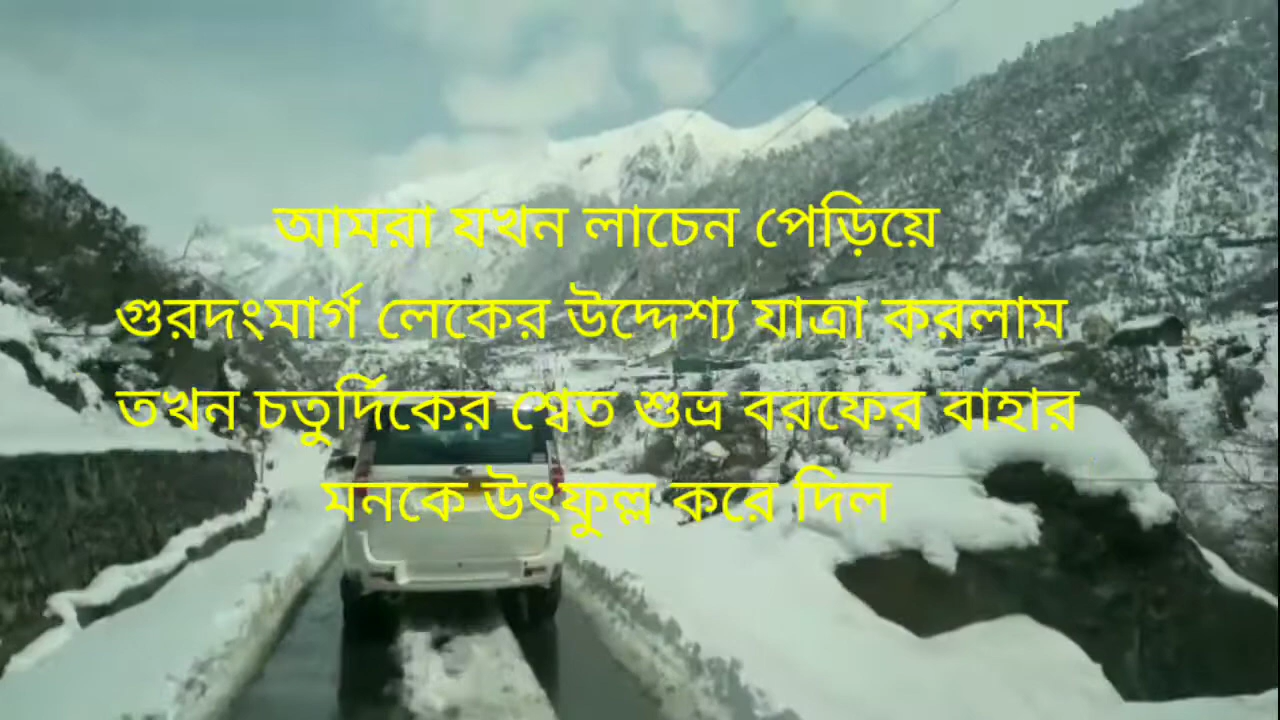 আমরা যখন লাচেন পেড়িয়ে
গুরদংমার্গ লেকের উদ্দেশ্য যাত্রা করলাম
তখন চতুর্দিকের শ্বেত শুভ্র বরফের বাহার
মনকে উৎফুল্ল করে দিল